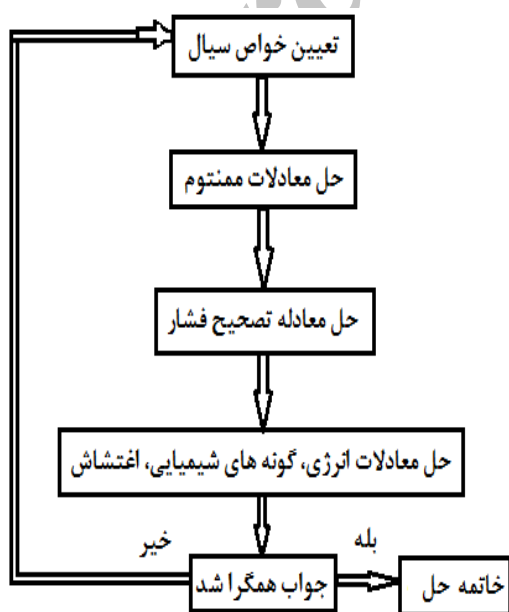 تعیین خواص سیال
حل معادلات ممنتوم
حل معادله تصحیح فشار
حل معادلات انرژی، گونه های شیمیایی، اغتشاش
بله
خیر
جواب همگرا شد
خاتمه حل